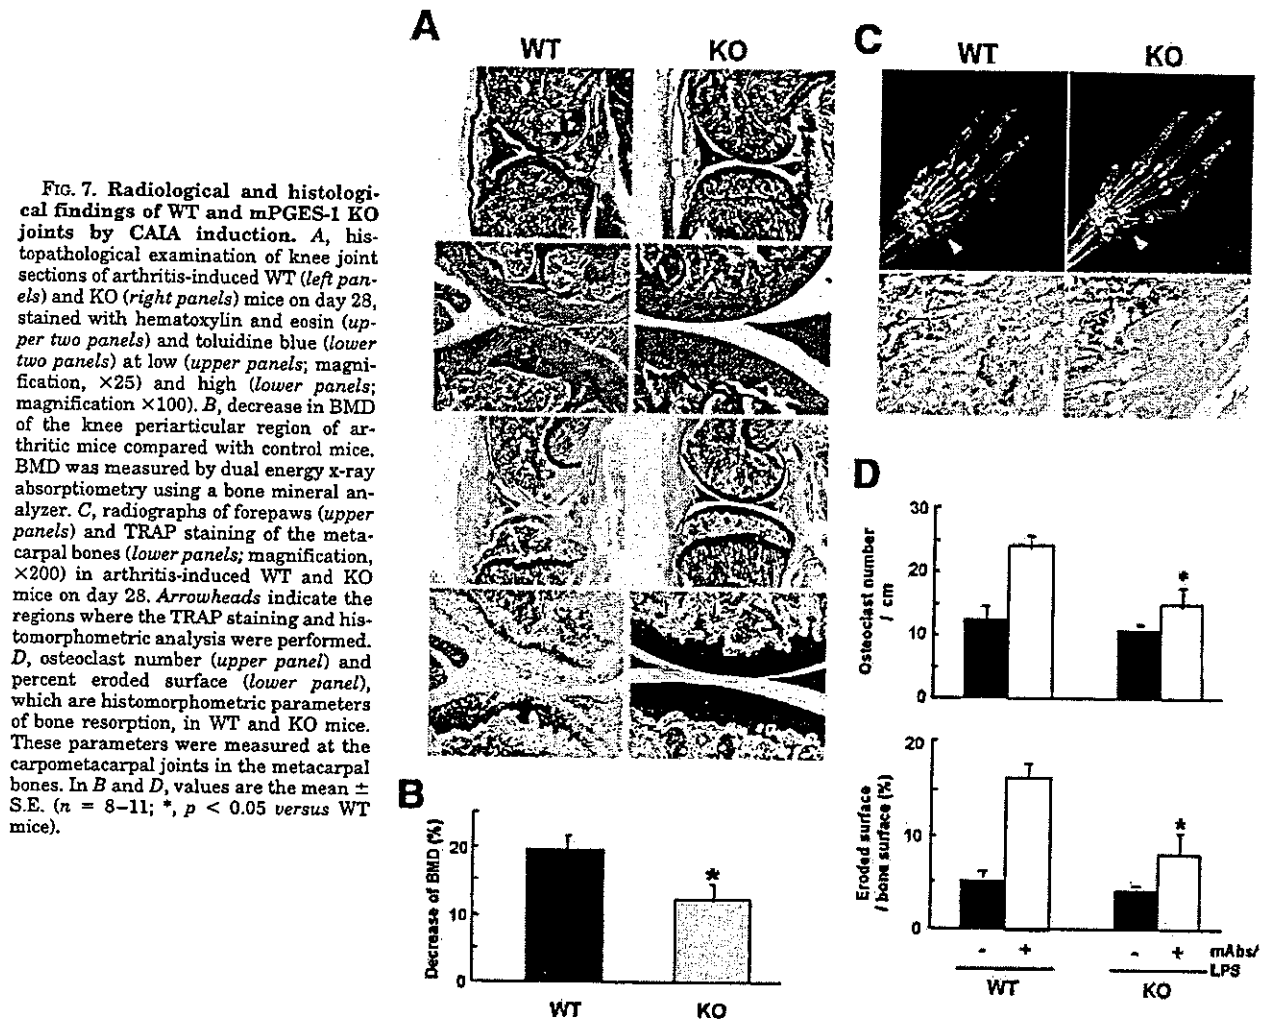 FIG. 7. Radiological and histologi-
cal findings of WT and mPGES-1 KO
joints by CAIA induction. A, his-
topathological examination of knee joint
sections of arthritis-induced WT (left pan-
els) and KO (right panels) mice on day 28,
stained with hematoxylin and eosin (up-
per two panels) and toluidine blue (lower
two panels) at low (upper panels; magni-
fication, ×25) and high (lower panels;
magnification ×100). B, decrease in BMD
of the knee periarticular region of ar-
thritic mice compared with control mice.
BMD was measured by dual energy x-ray
absorptiometry using a bone mineral an-
alyzer. C, radiographs of forepaws (upper
panels) and TRAP staining of the meta-
carpal bones (lower panels; magnification,
×200) in arthritis-induced WT and KO
mice on day 28. Arrowheads indicate the
regions where the TRAP staining and his-
tomorphometric analysis were performed.
D, osteoclast number (upper panel) and
percent eroded surface (lower panel),
which are histomorphometric parameters
of bone resorption, in WT and KO mice.
These parameters were measured at the
carpometacarpal joints in the metacarpal
bones. In B and D, values are the mean ±
S.E. (n = 8–11; *, p < 0.05 versus WT
mice).
A
WT KO
B
Decrease of BMD (%)
20
10
0
*
WT KO
C
WT KO
D
Osteoclast number
/ cm
30
20
10
0
*
Eroded surface
/ bone surface (%)
20
10
0
*
- + - + mAbs/
LPS
WT KO